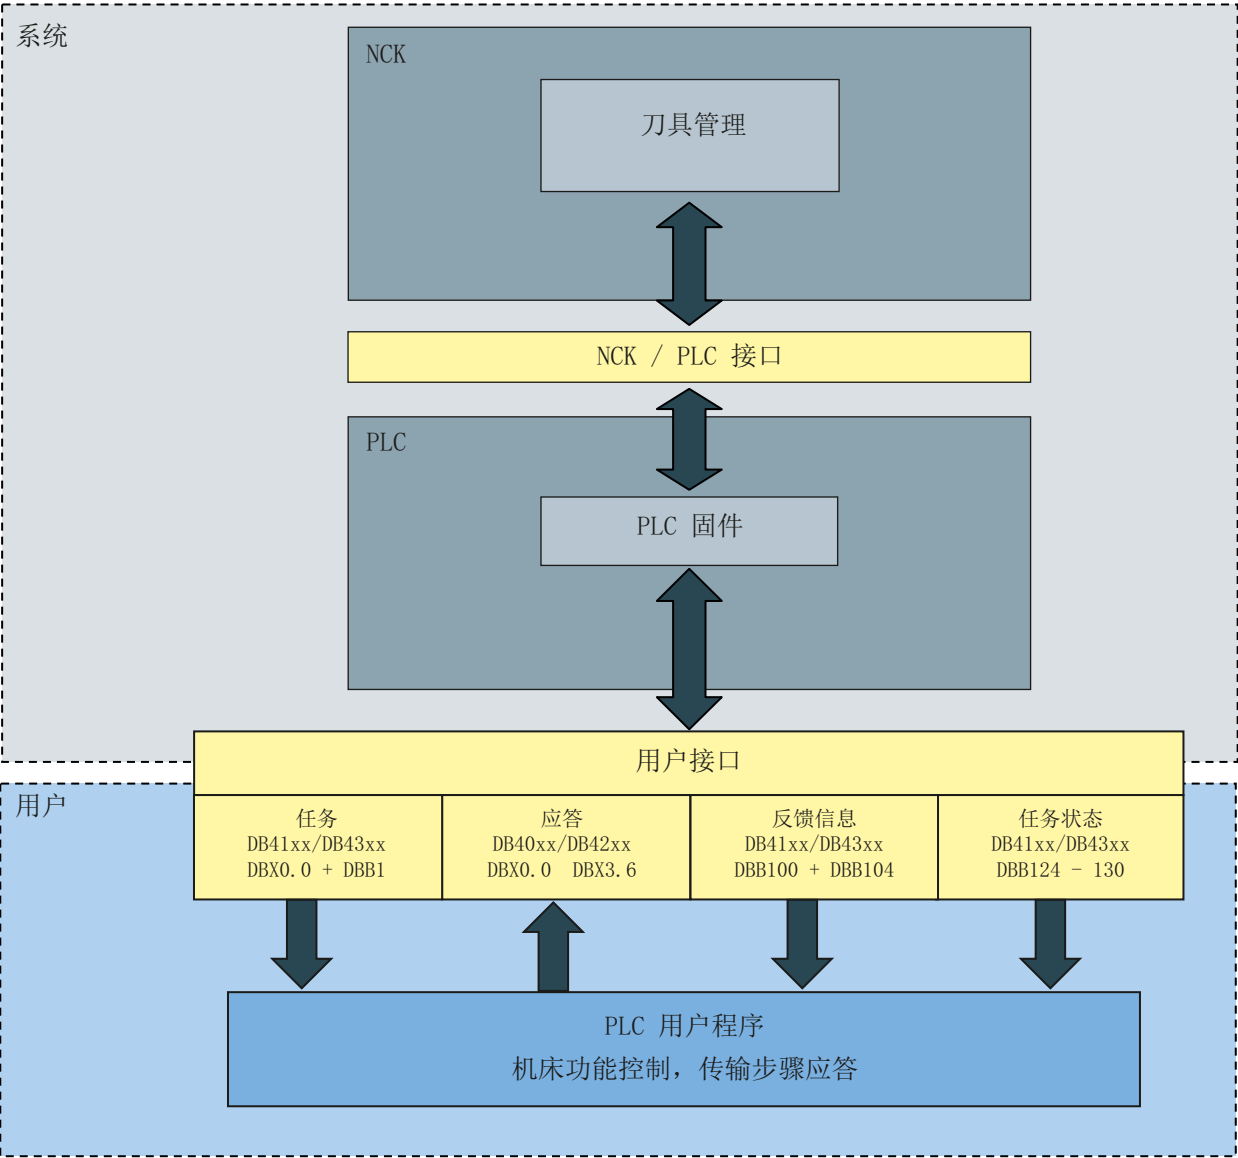 系统
NCK
刀具管理
NCK / PLC 接口
PLC
PLC 固件
用户接口
用户
任务
DB41xx/DB43xx
DBX0.0 + DBB1
应答
DB40xx/DB42xx
DBX0.0 DBX3.6
反馈信息
DB41xx/DB43xx
DBB100 + DBB104
任务状态
DB41xx/DB43xx
DBB124 - 130
PLC 用户程序
机床功能控制，传输步骤应答